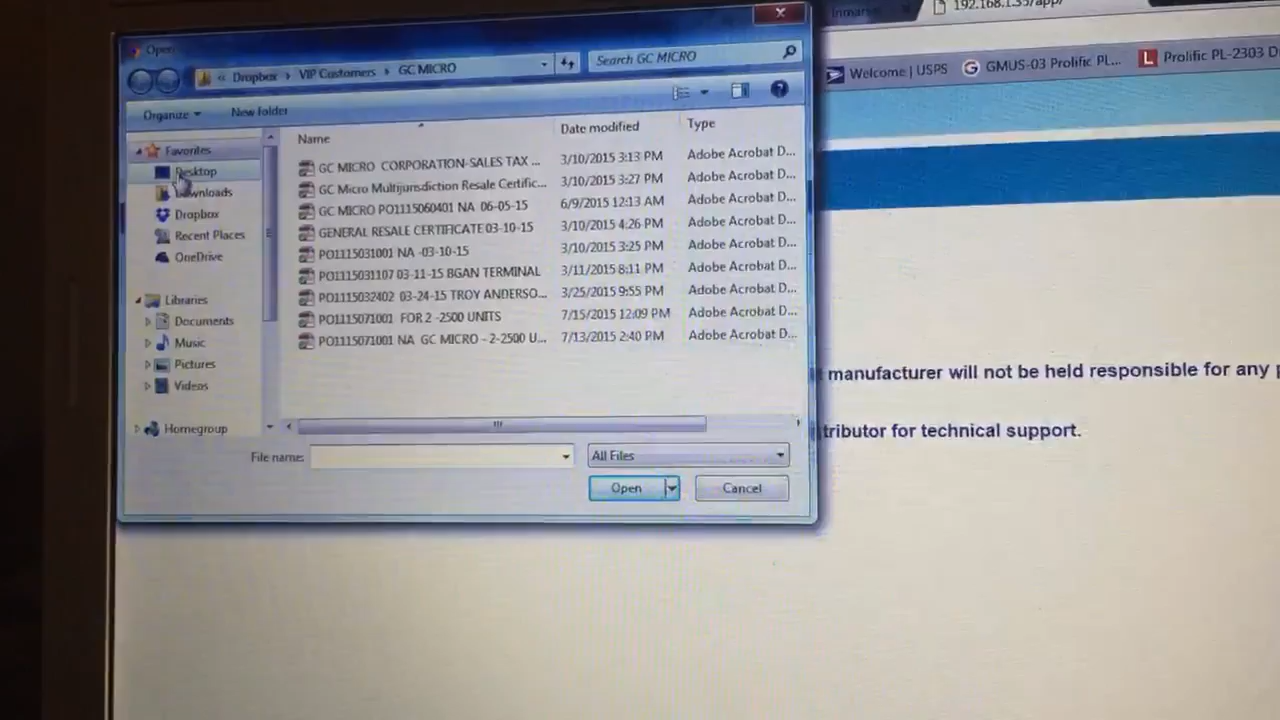 Open
Dropbox › VIP Customers › GC MICRO
Search GC MICRO
Organize
New folder
Name
Date modified
Type
Favorites
Desktop
Downloads
Dropbox
Recent Places
OneDrive
Libraries
Documents
Music
Pictures
Videos
Homegroup
GC MICRO CORPORATION-SALES TAX ... 3/10/2015 3:13 PM Adobe Acrobat D...
GC Micro Multijursdiction Resale Certific... 3/10/2015 3:27 PM Adobe Acrobat D...
GC MICRO PO1115060401 NA 06-05-15 6/9/2015 12:13 AM Adobe Acrobat D...
GENERAL RESALE CERTIFICATE 03-10-15 3/10/2015 4:26 PM Adobe Acrobat D...
PO1115031001 NA -03-10-15 3/10/2015 3:25 PM Adobe Acrobat D...
PO1115031107 03-11-15 BGAN TERMINAL 3/11/2015 8:11 PM Adobe Acrobat D...
PO1115032402 03-24-15 TROY ANDERSO... 3/25/2015 9:55 PM Adobe Acrobat D...
PO1115071001 FOR 2 -2500 UNITS 7/15/2015 12:09 PM Adobe Acrobat D...
PO1115071001 NA GC MICRO - 2-2500 U... 7/13/2015 2:40 PM Adobe Acrobat D...
File name:
All Files
Open
Cancel
Inmarsat
192.168.1.35/app/
Welcome | USPS
GMUS-03 Prolific PL...
Prolific PL-2303 D
manufacturer will not be held responsible for any
tributor for technical support.